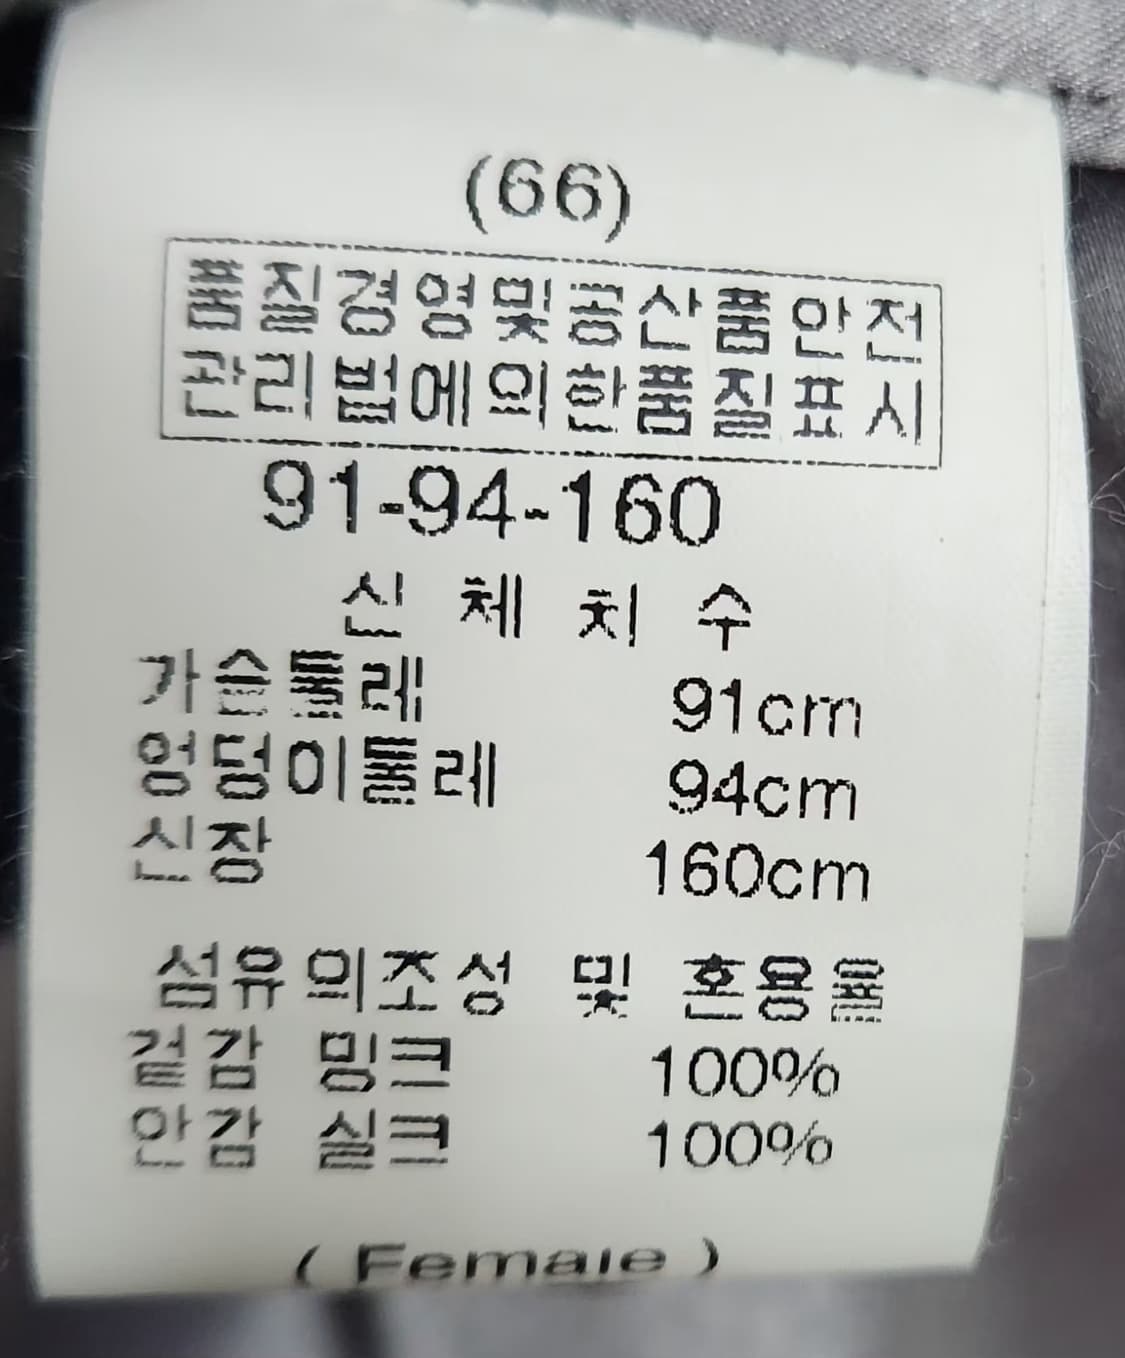 (66)
품질경영및공산품안전
관리법에의한품질표시
91-94-160
신 체 치 수
가슴둘레 91cm
엉덩이둘레 94cm
신장 160cm
섬유의조성 및 혼용율
겉감 밍크 100%
안감 실크 100%
( Female )